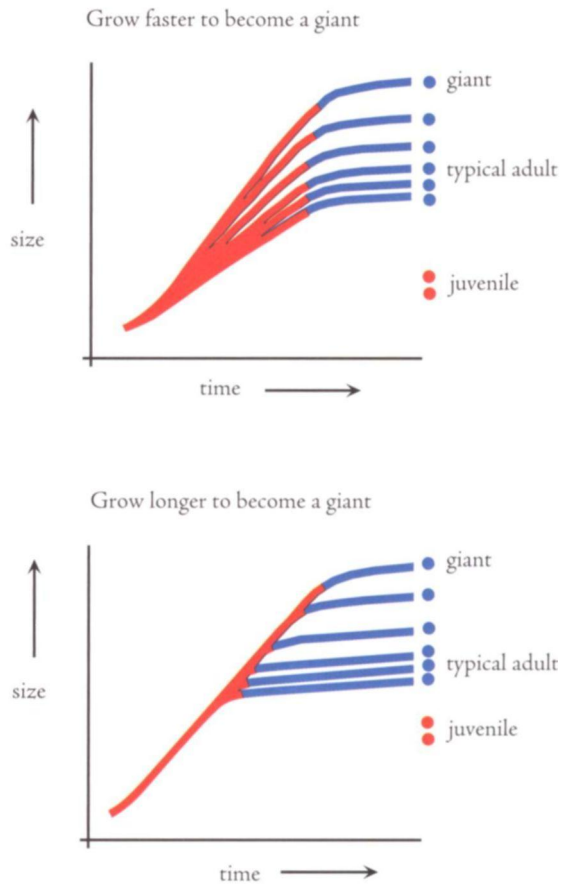 Grow faster to become a giant
giant
typical adult
size
juvenile
time
Grow longer to become a giant
giant
typical adult
size
juvenile
time